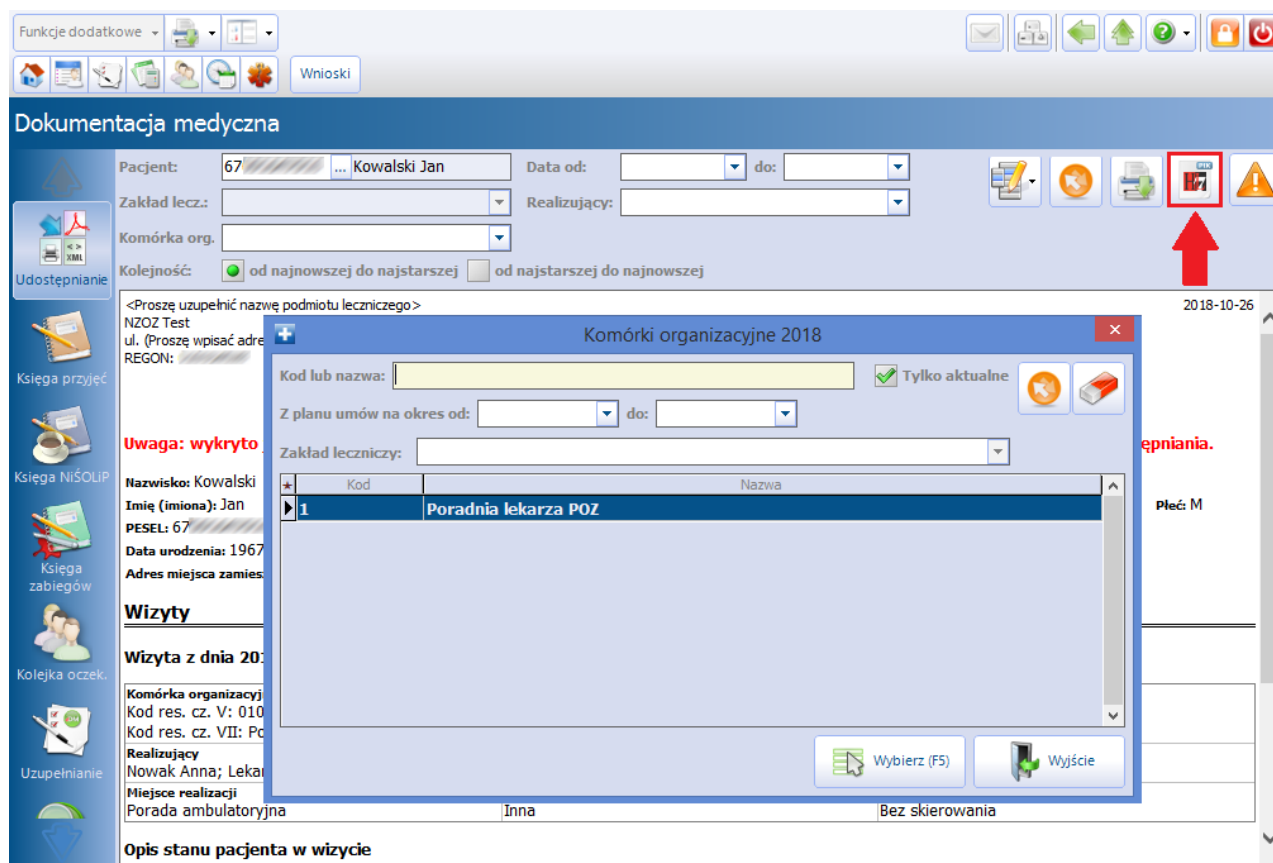 Funkcje dodatkowe
Wnioski
Dokumentacja medyczna
Pacjent: 67 ... Kowalski Jan Data od: do:
Zakład lecz.: Realizujący:
Komórka org.
Kolejność: od najnowszej do najstarszej od najstarszej do najnowszej
Udostępnianie
Księga przyjęć
Księga NiŚOLiP
Księga
zabiegów
Kolejka oczek.
Uzupełnianie
<Proszę uzupełnić nazwę podmiotu leczniczego> 2018-10-26
NZOZ Test
ul. (Proszę wpisać adre
REGON:
Uwaga: wykryto ępniania.
Nazwisko: Kowalski
Imię (imiona): Jan Płeć: M
PESEL: 67
Data urodzenia: 1967
Adres miejsca zamies
Wizyty
Wizyta z dnia 20
Komórka organizacyj
Kod res. cz. V: 010
Kod res. cz. VII: Po
Realizujący
Nowak Anna; Lekar
Miejsce realizacji
Porada ambulatoryjna Inna Bez skierowania
Opis stanu pacjenta w wizycie
Komórki organizacyjne 2018
Kod lub nazwa: Tylko aktualne
Z planu umów na okres od: do:
Zakład leczniczy:
Kod Nazwa
1 Poradnia lekarza POZ
Wybierz (F5) Wyjście